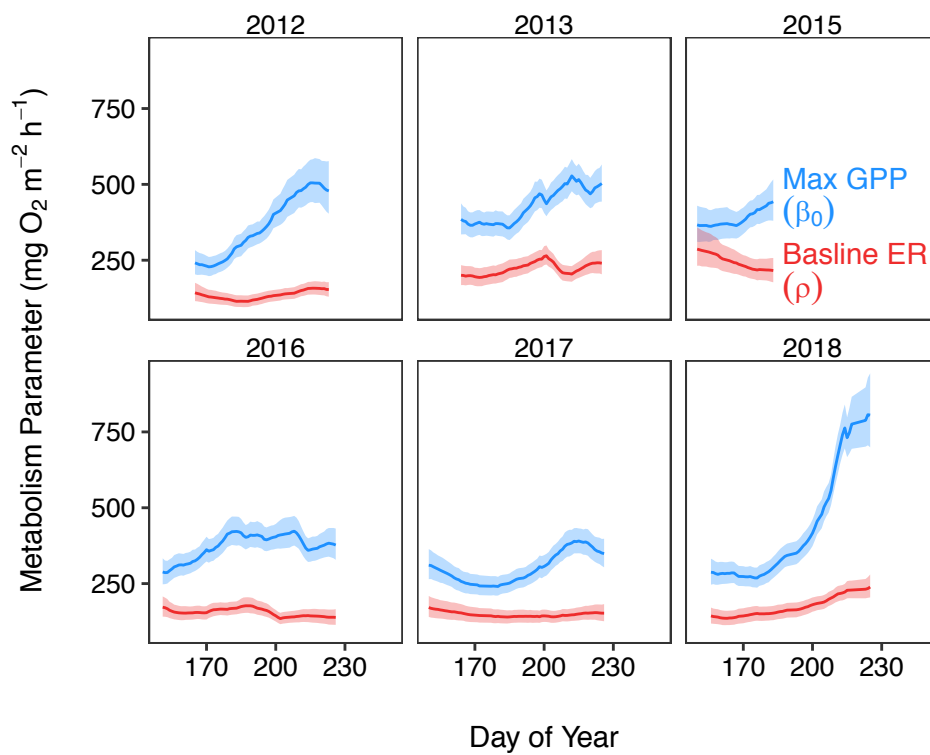 2012 2013 2015
750
500
250
Max GPP
(β₀)
Basline ER
(ρ)
2016 2017 2018
750
500
250
170 200 230 170 200 230 170 200 230
Day of Year
Metabolism Parameter (mg O₂ m⁻² h⁻¹)